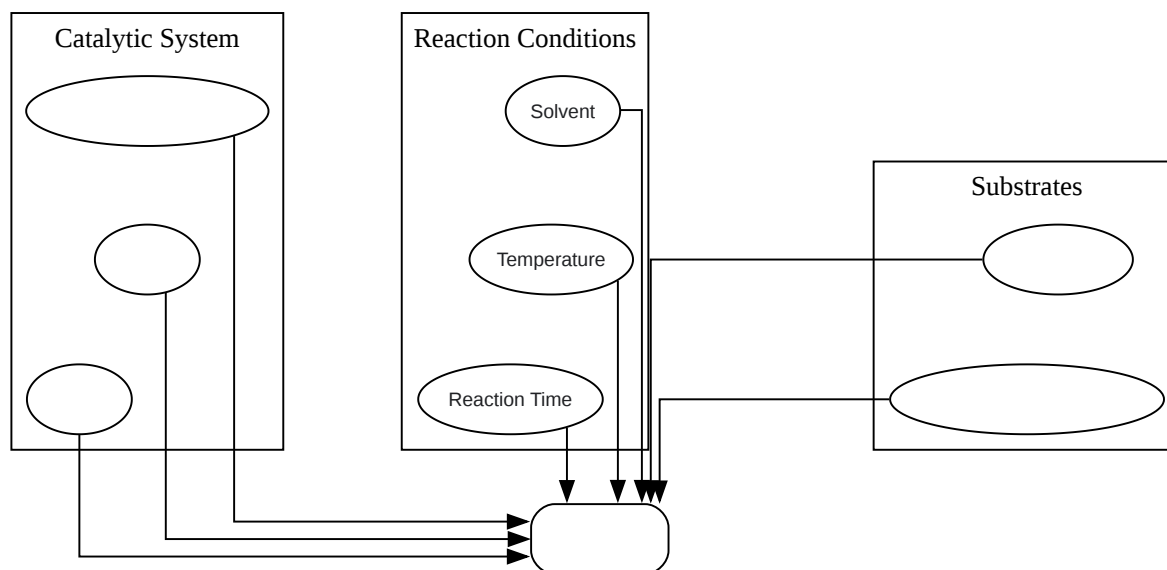 Catalytic System
Reaction Conditions
Solvent
Substrates
Temperature
Reaction Time